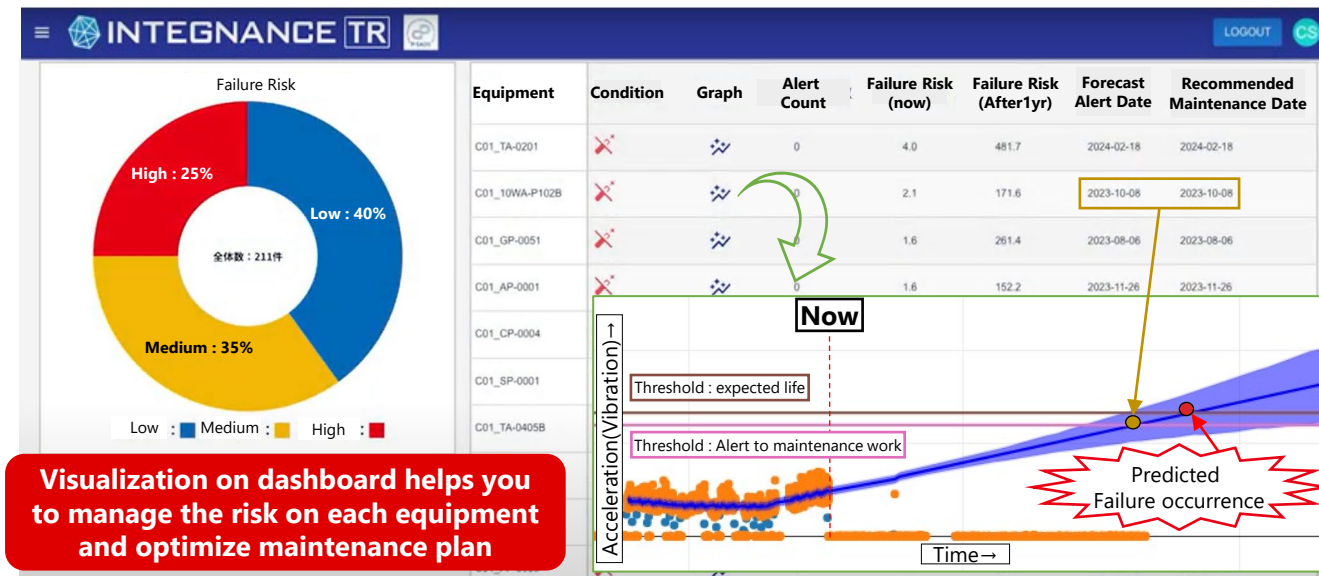 ≡ INTEGNANCE TR
LOGOUT CS
Failure Risk
High : 25%
Low : 40%
全体数：211件
Medium : 35%
Low : Medium : High :
Equipment Condition Graph Alert Count Failure Risk (now) Failure Risk (After1yr) Forecast Alert Date Recommended Maintenance Date
C01_TA-0201 0 4.0 481.7 2024-02-18 2024-02-18
C01_10WA-P102B 0 2.1 171.6 2023-10-08 2023-10-08
C01_GP-0051 0 1.6 261.4 2023-08-06 2023-08-06
C01_AP-0001 0 1.6 152.2 2023-11-26 2023-11-26
C01_CP-0004
C01_SP-0001
C01_TA-0405B
Now
Acceleration(Vibration)→
Threshold : expected life
Threshold : Alert to maintenance work
Predicted
Failure occurrence
Time→
Visualization on dashboard helps you
to manage the risk on each equipment
and optimize maintenance plan